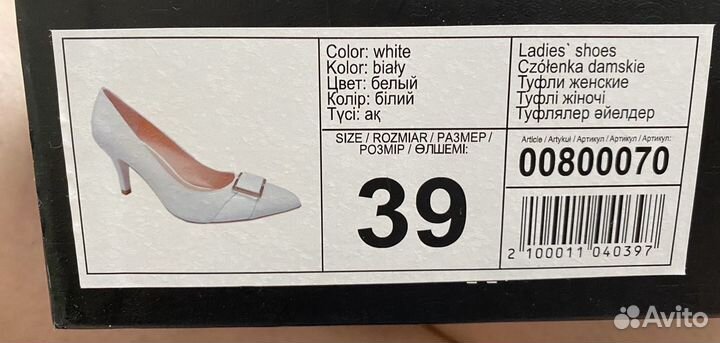 Color: white
Kolor: biały
Цвет: белый
Колір: білий
Түсі: ақ
Ladies` shoes
Czółenka damskie
Туфли женские
Туфлі жіночі
Туфлялер әйелдер
SIZE / ROZMIAR / РАЗМЕР /
РОЗМІР / ӨЛШЕМІ:
39
Article / Artykuł / Артикул / Артикул / Артикул:
00800070
2 100011 040397
Avito